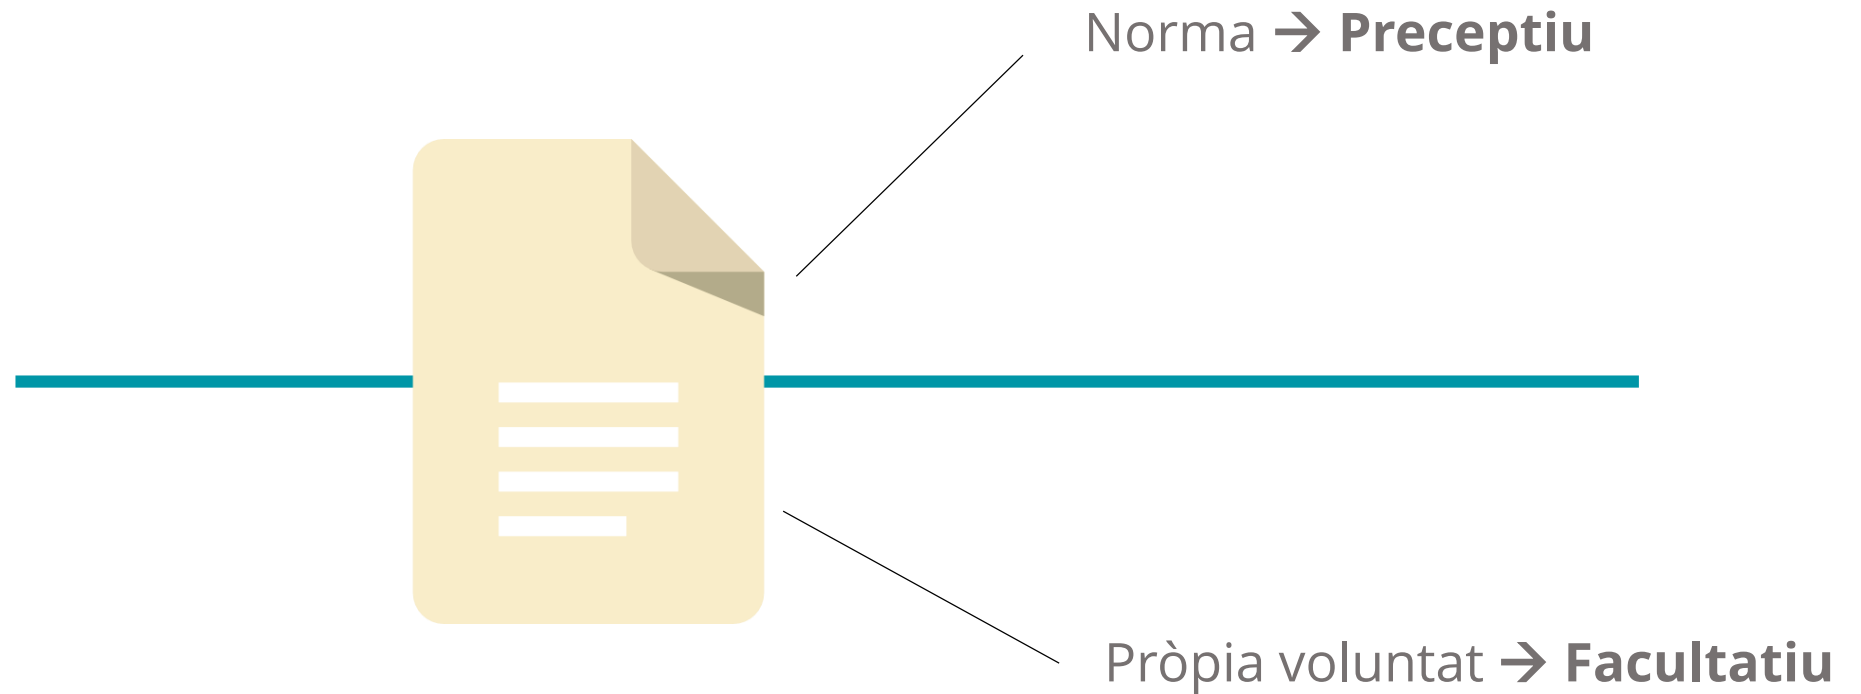 Norma → Preceptiu
Pròpia voluntat → Facultatiu